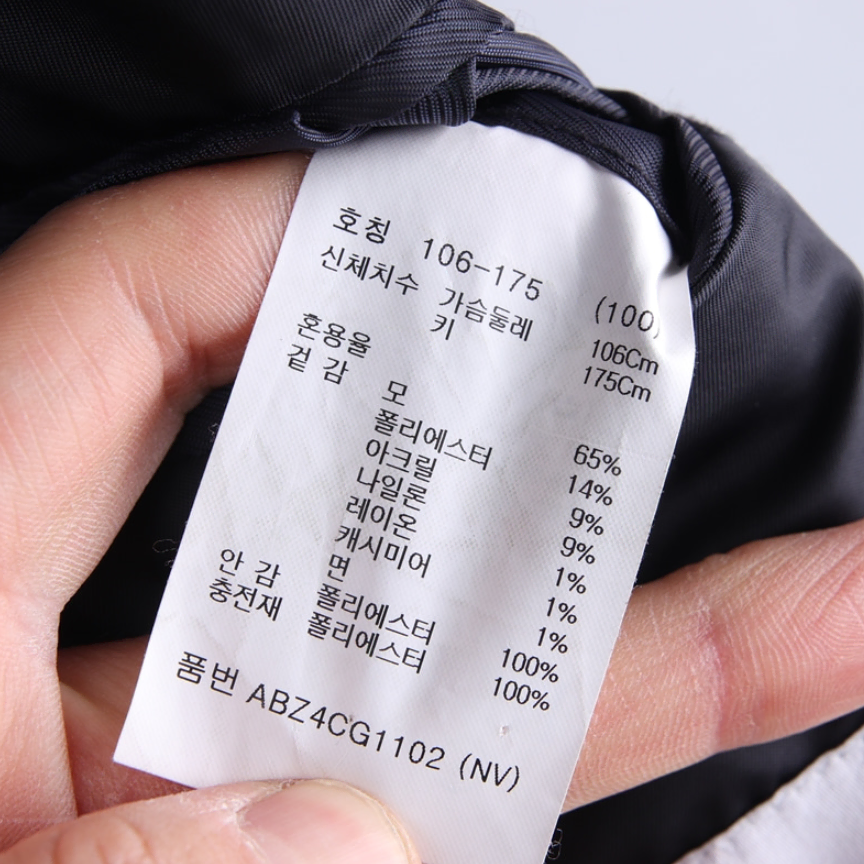 호칭 106-175 (100)
신체치수 가슴둘레 106Cm
키 175Cm
혼용율
겉 감 모 65%
폴리에스터 14%
아크릴 9%
나일론 9%
레이온 1%
캐시미어 1%
면 1%
안 감 폴리에스터 100%
충전재 폴리에스터 100%
품번 ABZ4CG1102 (NV)